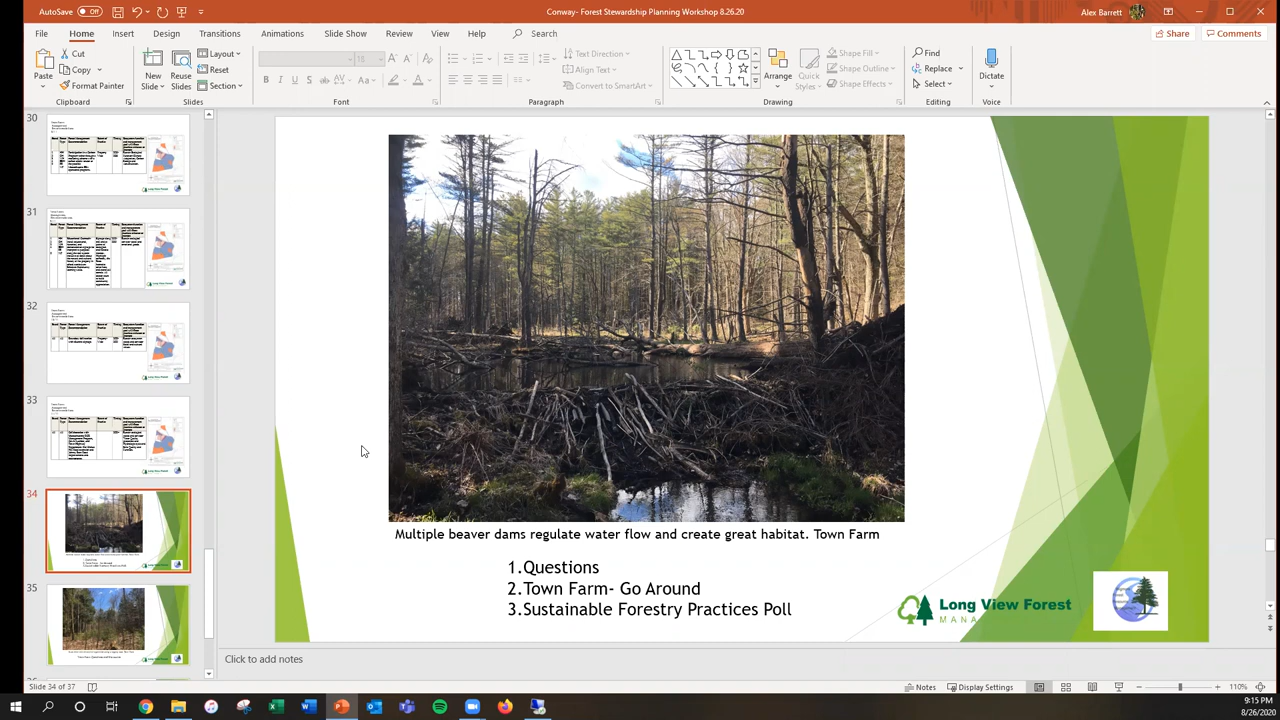 AutoSave Off
Conway- Forest Stewardship Planning Workshop 8.26.20
Alex Barrett
File Home Insert Design Transitions Animations Slide Show Review View Help Search
Share Comments
Paste
Cut
Copy
Format Painter
Clipboard
New Slide
Reuse Slides
Layout
Reset
Section
Slides
18
B I U S
Aa
A
Font
Text Direction
Align Text
Convert to SmartArt
Paragraph
Arrange
Quick Styles
Shape Fill
Shape Outline
Shape Effects
Drawing
Find
Replace
Select
Editing
Dictate
Voice
30
31
32
33
34
35
Multiple beaver dams regulate water flow and create great habitat. Town Farm
1.Questions
2.Town Farm- Go Around
3.Sustainable Forestry Practices Poll
Long View Forest
Click to add notes
Slide 34 of 37
Notes Display Settings
110%
9:15 PM
8/26/2020